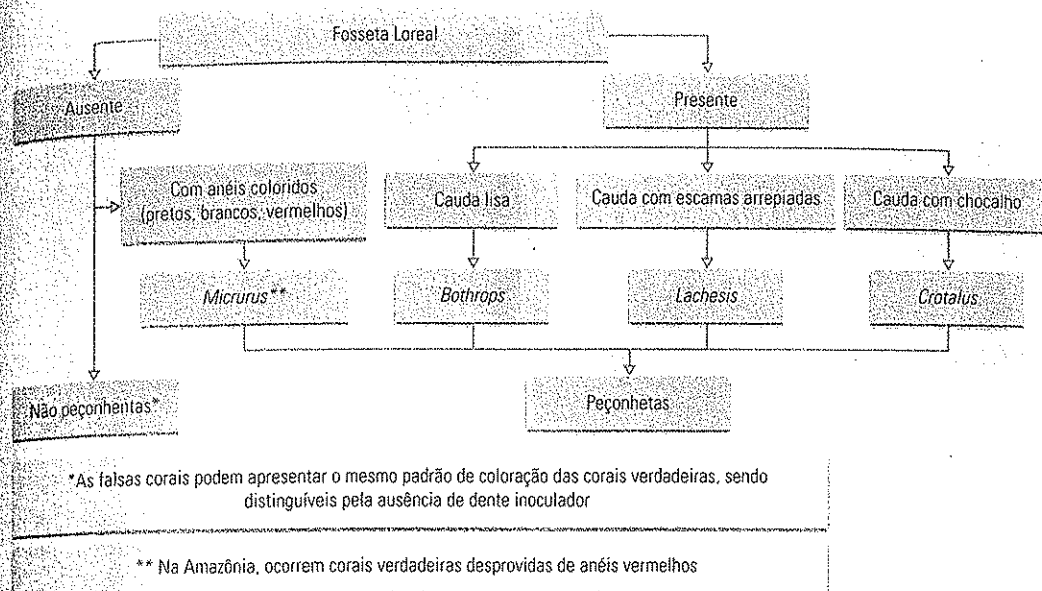 Fosseta Loreal
Ausente
Presente
Com anéis coloridos
(pretos, brancos, vermelhos)
Cauda lisa
Cauda com escamas arrepiadas
Cauda com chocalho
Micrurus**
Bothrops
Lachesis
Crotalus
Não peçonhentas*
Peçonhetas
*As falsas corais podem apresentar o mesmo padrão de coloração das corais verdadeiras, sendo
distinguíveis pela ausência de dente inoculador
** Na Amazônia, ocorrem corais verdadeiras desprovidas de anéis vermelhos